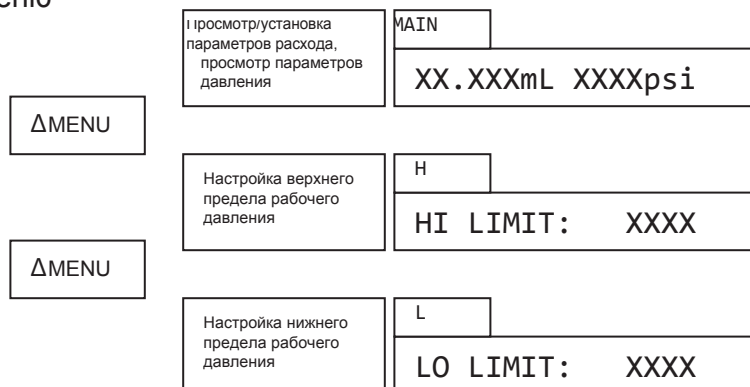 Просмотр/установка
параметров расхода,
просмотр параметров
давления
MAIN
XX.XXXmL XXXXpsi
ΔMENU
Настройка верхнего
предела рабочего
давления
H
HI LIMIT: XXXX
ΔMENU
Настройка нижнего
предела рабочего
давления
L
LO LIMIT: XXXX